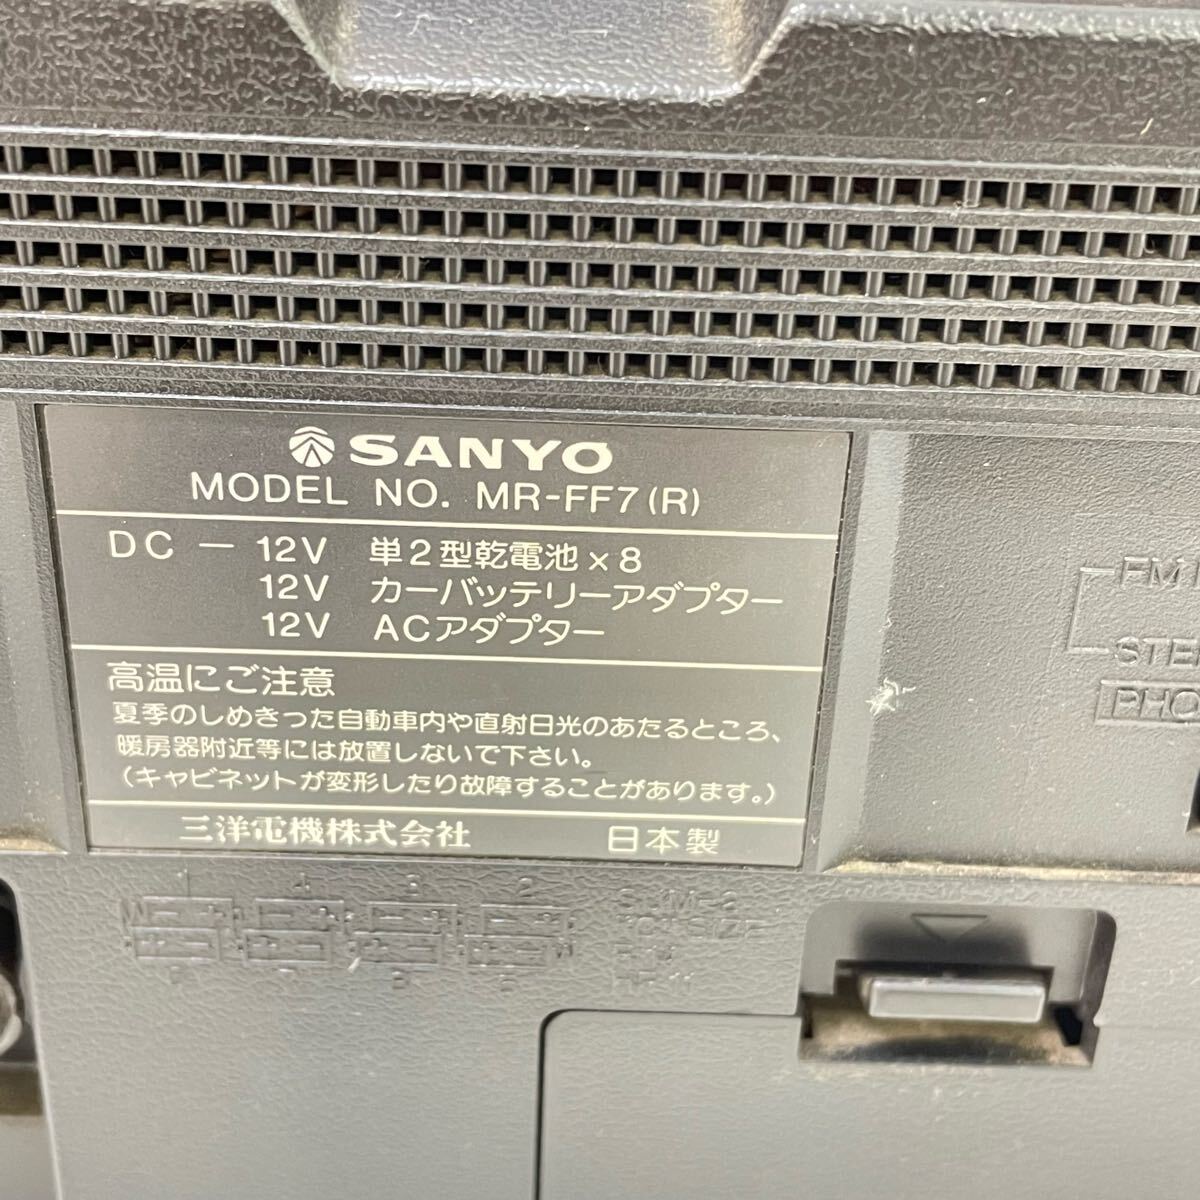 SANYO
MODEL NO. MR-FF7(R)
DC — 12V 単2型乾電池×8
12V カーバッテリーアダプター
12V ACアダプター
高温にご注意
夏季のしめきった自動車内や直射日光のあたるところ、
暖房器附近等には放置しないで下さい。
(キャビネットが変形したり故障することがあります。)
三洋電機株式会社 日本製
FM
4 3 2
SUM-2